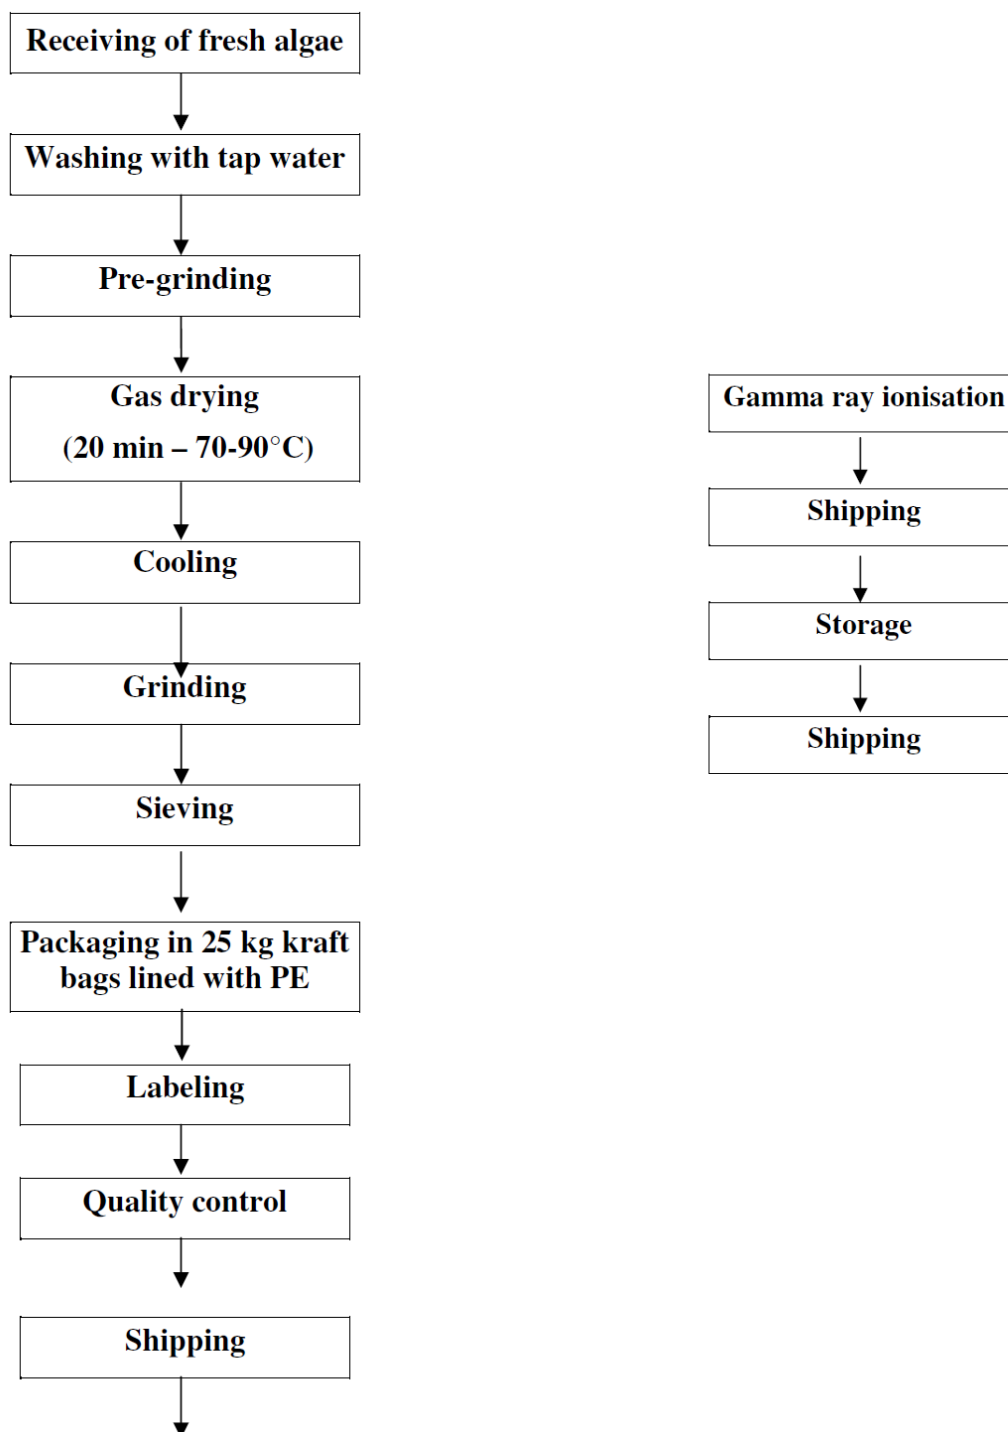 Receiving of fresh algae
Washing with tap water
Pre-grinding
Gas drying
(20 min – 70-90°C)
Cooling
Grinding
Sieving
Packaging in 25 kg kraft
bags lined with PE
Labeling
Quality control
Shipping
Gamma ray ionisation
Shipping
Storage
Shipping